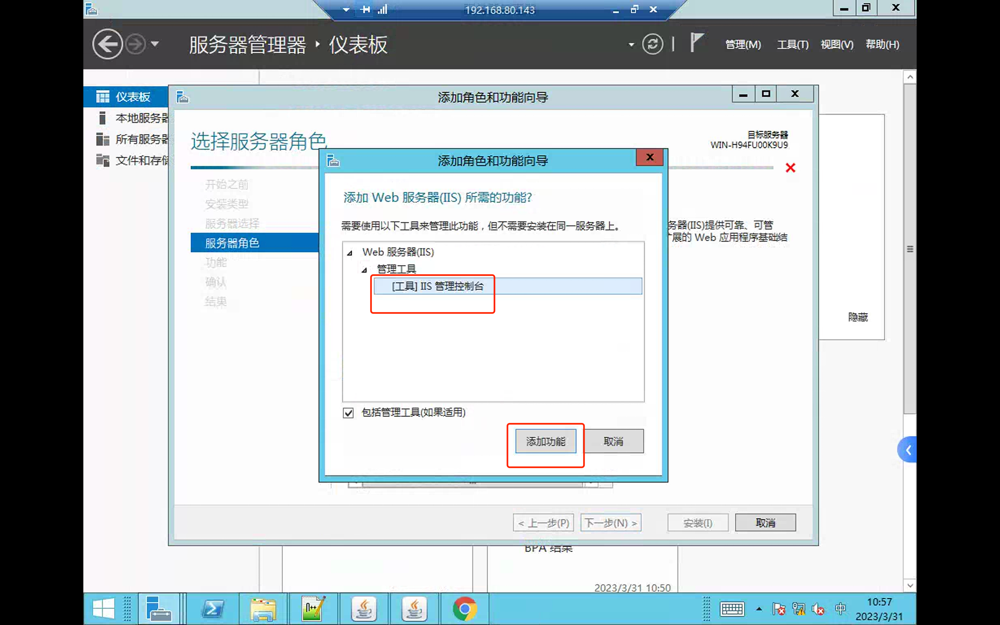 192.168.80.143
服务器管理器 · 仪表板
管理(M) 工具(T) 视图(V) 帮助(H)
仪表板
本地服务器
所有服务器
文件和存储
添加角色和功能向导
选择服务器角色
目标服务器
WIN-H94FU00K9U9
开始之前
安装类型
服务器选择
服务器角色
功能
确认
结果
添加角色和功能向导
添加 Web 服务器(IIS) 所需的功能?
需要使用以下工具来管理此功能，但不需要安装在同一服务器上。
Web 服务器(IIS)
管理工具
[工具] IIS 管理控制台
包括管理工具(如果适用)
添加功能 取消
务器(IIS)提供可靠、可管
展的 Web 应用程序基础结
隐藏
< 上一步(P) 下一步(N) > 安装(I) 取消
BPA 结果
2023/3/31 10:50
中
10:57
2023/3/31